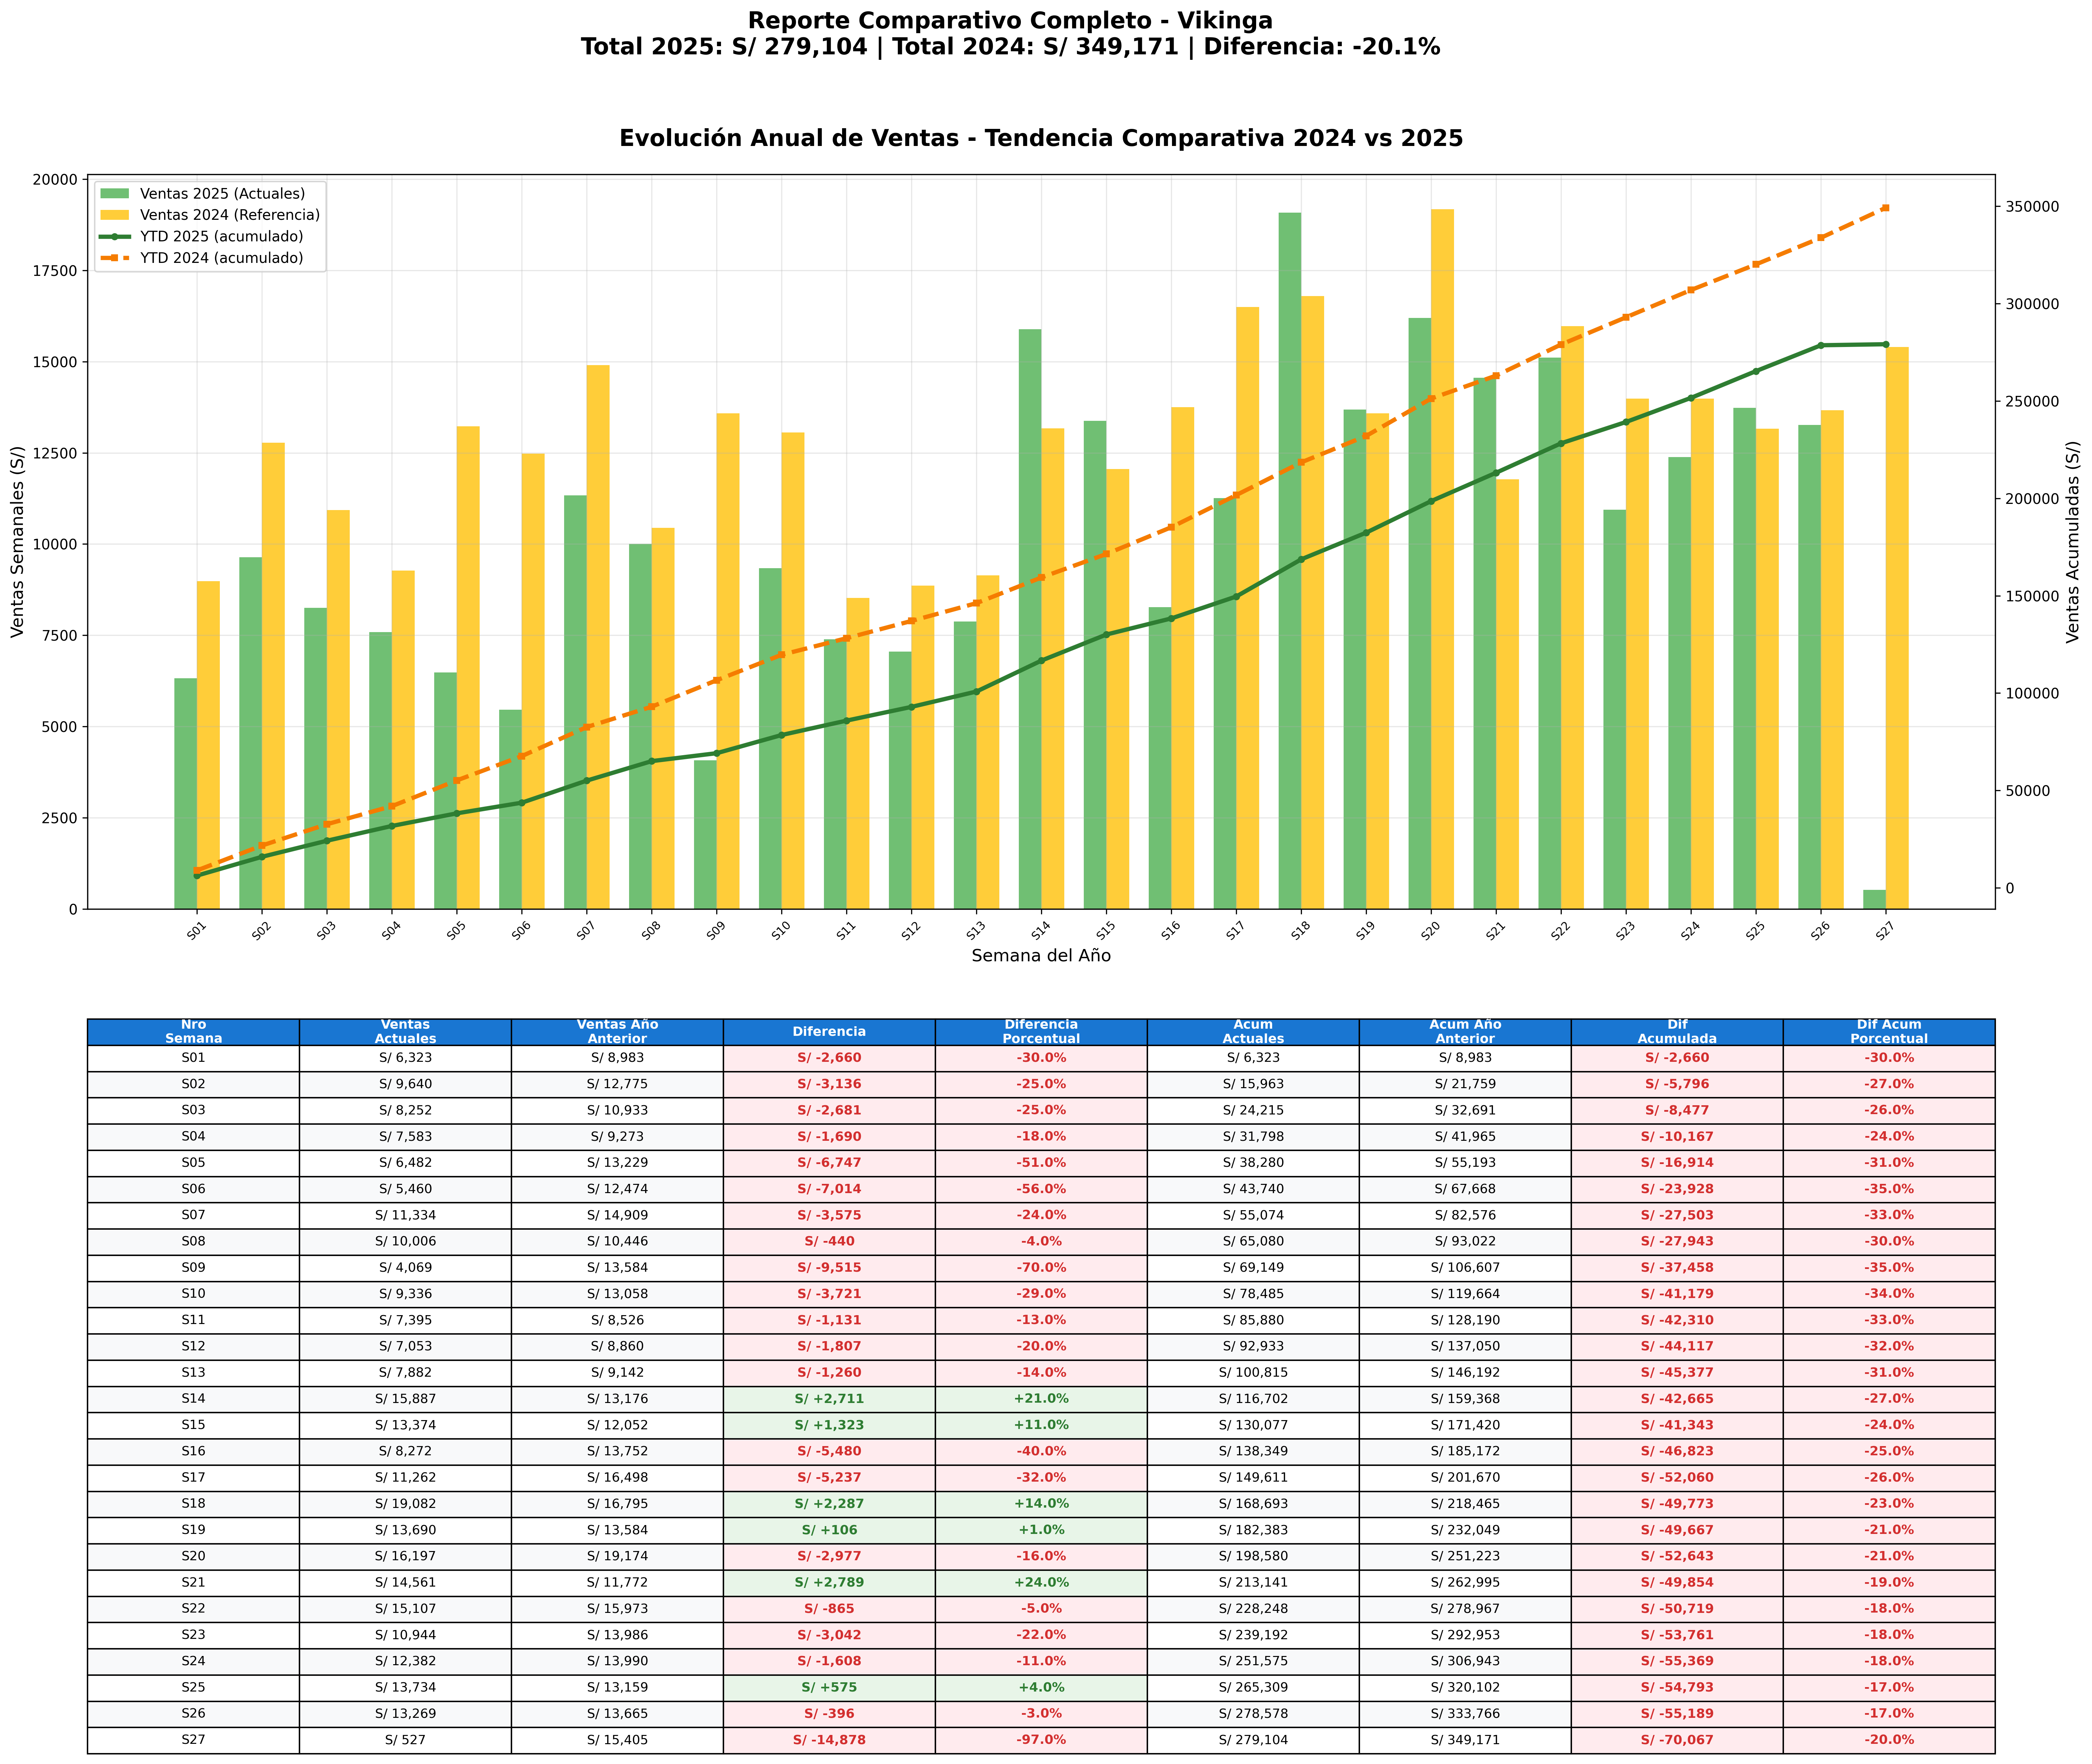 Reporte Comparativo Completo - Vikinga
Total 2025: S/ 279,104 | Total 2024: S/ 349,171 | Diferencia: -20.1%
Evolución Anual de Ventas - Tendencia Comparativa 2024 vs 2025
Ventas 2025 (Actuales)
Ventas 2024 (Referencia)
YTD 2025 (acumulado)
YTD 2024 (acumulado)
Ventas Semanales (S/)
20000
17500
15000
12500
10000
7500
5000
2500
0
350000
300000
250000
200000
150000
100000
50000
0
Ventas Acumuladas (S/)
S01 S02 S03 S04 S05 S06 S07 S08 S09 S10 S11 S12 S13 S14 S15 S16 S17 S18 S19 S20 S21 S22 S23 S24 S25 S26 S27
Semana del Año
Nro Semana Ventas Actuales Ventas Año Anterior Diferencia Diferencia Porcentual Acum Actuales Acum Año Anterior Dif Acumulada Dif Acum Porcentual
S01 S/ 6,323 S/ 8,983 S/ -2,660 -30.0% S/ 6,323 S/ 8,983 S/ -2,660 -30.0%
S02 S/ 9,640 S/ 12,775 S/ -3,136 -25.0% S/ 15,963 S/ 21,759 S/ -5,796 -27.0%
S03 S/ 8,252 S/ 10,933 S/ -2,681 -25.0% S/ 24,215 S/ 32,691 S/ -8,477 -26.0%
S04 S/ 7,583 S/ 9,273 S/ -1,690 -18.0% S/ 31,798 S/ 41,965 S/ -10,167 -24.0%
S05 S/ 6,482 S/ 13,229 S/ -6,747 -51.0% S/ 38,280 S/ 55,193 S/ -16,914 -31.0%
S06 S/ 5,460 S/ 12,474 S/ -7,014 -56.0% S/ 43,740 S/ 67,668 S/ -23,928 -35.0%
S07 S/ 11,334 S/ 14,909 S/ -3,575 -24.0% S/ 55,074 S/ 82,576 S/ -27,503 -33.0%
S08 S/ 10,006 S/ 10,446 S/ -440 -4.0% S/ 65,080 S/ 93,022 S/ -27,943 -30.0%
S09 S/ 4,069 S/ 13,584 S/ -9,515 -70.0% S/ 69,149 S/ 106,607 S/ -37,458 -35.0%
S10 S/ 9,336 S/ 13,058 S/ -3,721 -29.0% S/ 78,485 S/ 119,664 S/ -41,179 -34.0%
S11 S/ 7,395 S/ 8,526 S/ -1,131 -13.0% S/ 85,880 S/ 128,190 S/ -42,310 -33.0%
S12 S/ 7,053 S/ 8,860 S/ -1,807 -20.0% S/ 92,933 S/ 137,050 S/ -44,117 -32.0%
S13 S/ 7,882 S/ 9,142 S/ -1,260 -14.0% S/ 100,815 S/ 146,192 S/ -45,377 -31.0%
S14 S/ 15,887 S/ 13,176 S/ +2,711 +21.0% S/ 116,702 S/ 159,368 S/ -42,665 -27.0%
S15 S/ 13,374 S/ 12,052 S/ +1,323 +11.0% S/ 130,077 S/ 171,420 S/ -41,343 -24.0%
S16 S/ 8,272 S/ 13,752 S/ -5,480 -40.0% S/ 138,349 S/ 185,172 S/ -46,823 -25.0%
S17 S/ 11,262 S/ 16,498 S/ -5,237 -32.0% S/ 149,611 S/ 201,670 S/ -52,060 -26.0%
S18 S/ 19,082 S/ 16,795 S/ +2,287 +14.0% S/ 168,693 S/ 218,465 S/ -49,773 -23.0%
S19 S/ 13,690 S/ 13,584 S/ +106 +1.0% S/ 182,383 S/ 232,049 S/ -49,667 -21.0%
S20 S/ 16,197 S/ 19,174 S/ -2,977 -16.0% S/ 198,580 S/ 251,223 S/ -52,643 -21.0%
S21 S/ 14,561 S/ 11,772 S/ +2,789 +24.0% S/ 213,141 S/ 262,995 S/ -49,854 -19.0%
S22 S/ 15,107 S/ 15,973 S/ -865 -5.0% S/ 228,248 S/ 278,967 S/ -50,719 -18.0%
S23 S/ 10,944 S/ 13,986 S/ -3,042 -22.0% S/ 239,192 S/ 292,953 S/ -53,761 -18.0%
S24 S/ 12,382 S/ 13,990 S/ -1,608 -11.0% S/ 251,575 S/ 306,943 S/ -55,369 -18.0%
S25 S/ 13,734 S/ 13,159 S/ +575 +4.0% S/ 265,309 S/ 320,102 S/ -54,793 -17.0%
S26 S/ 13,269 S/ 13,665 S/ -396 -3.0% S/ 278,578 S/ 333,766 S/ -55,189 -17.0%
S27 S/ 527 S/ 15,405 S/ -14,878 -97.0% S/ 279,104 S/ 349,171 S/ -70,067 -20.0%